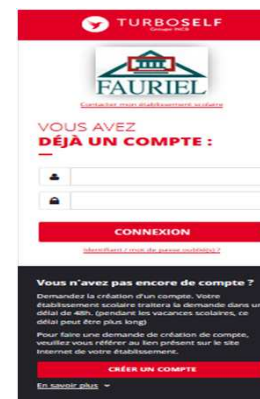 TURBOSELF
Groupe INCB
FAURIEL
Contacter mon établissement scolaire
VOUS AVEZ
DÉJÀ UN COMPTE :
CONNEXION
Identifiant / mot de passe oublié(s) ?
Vous n'avez pas encore de compte ?
Demandez la création d'un compte. Votre
établissement scolaire traitera la demande dans un
délai de 48h. (pendant les vacances scolaires, ce
délai peut être plus long)
Pour faire une demande de création de compte,
veuillez vous référer au lien présent sur le site
Internet de votre établissement.
CRÉER UN COMPTE
En savoir plus